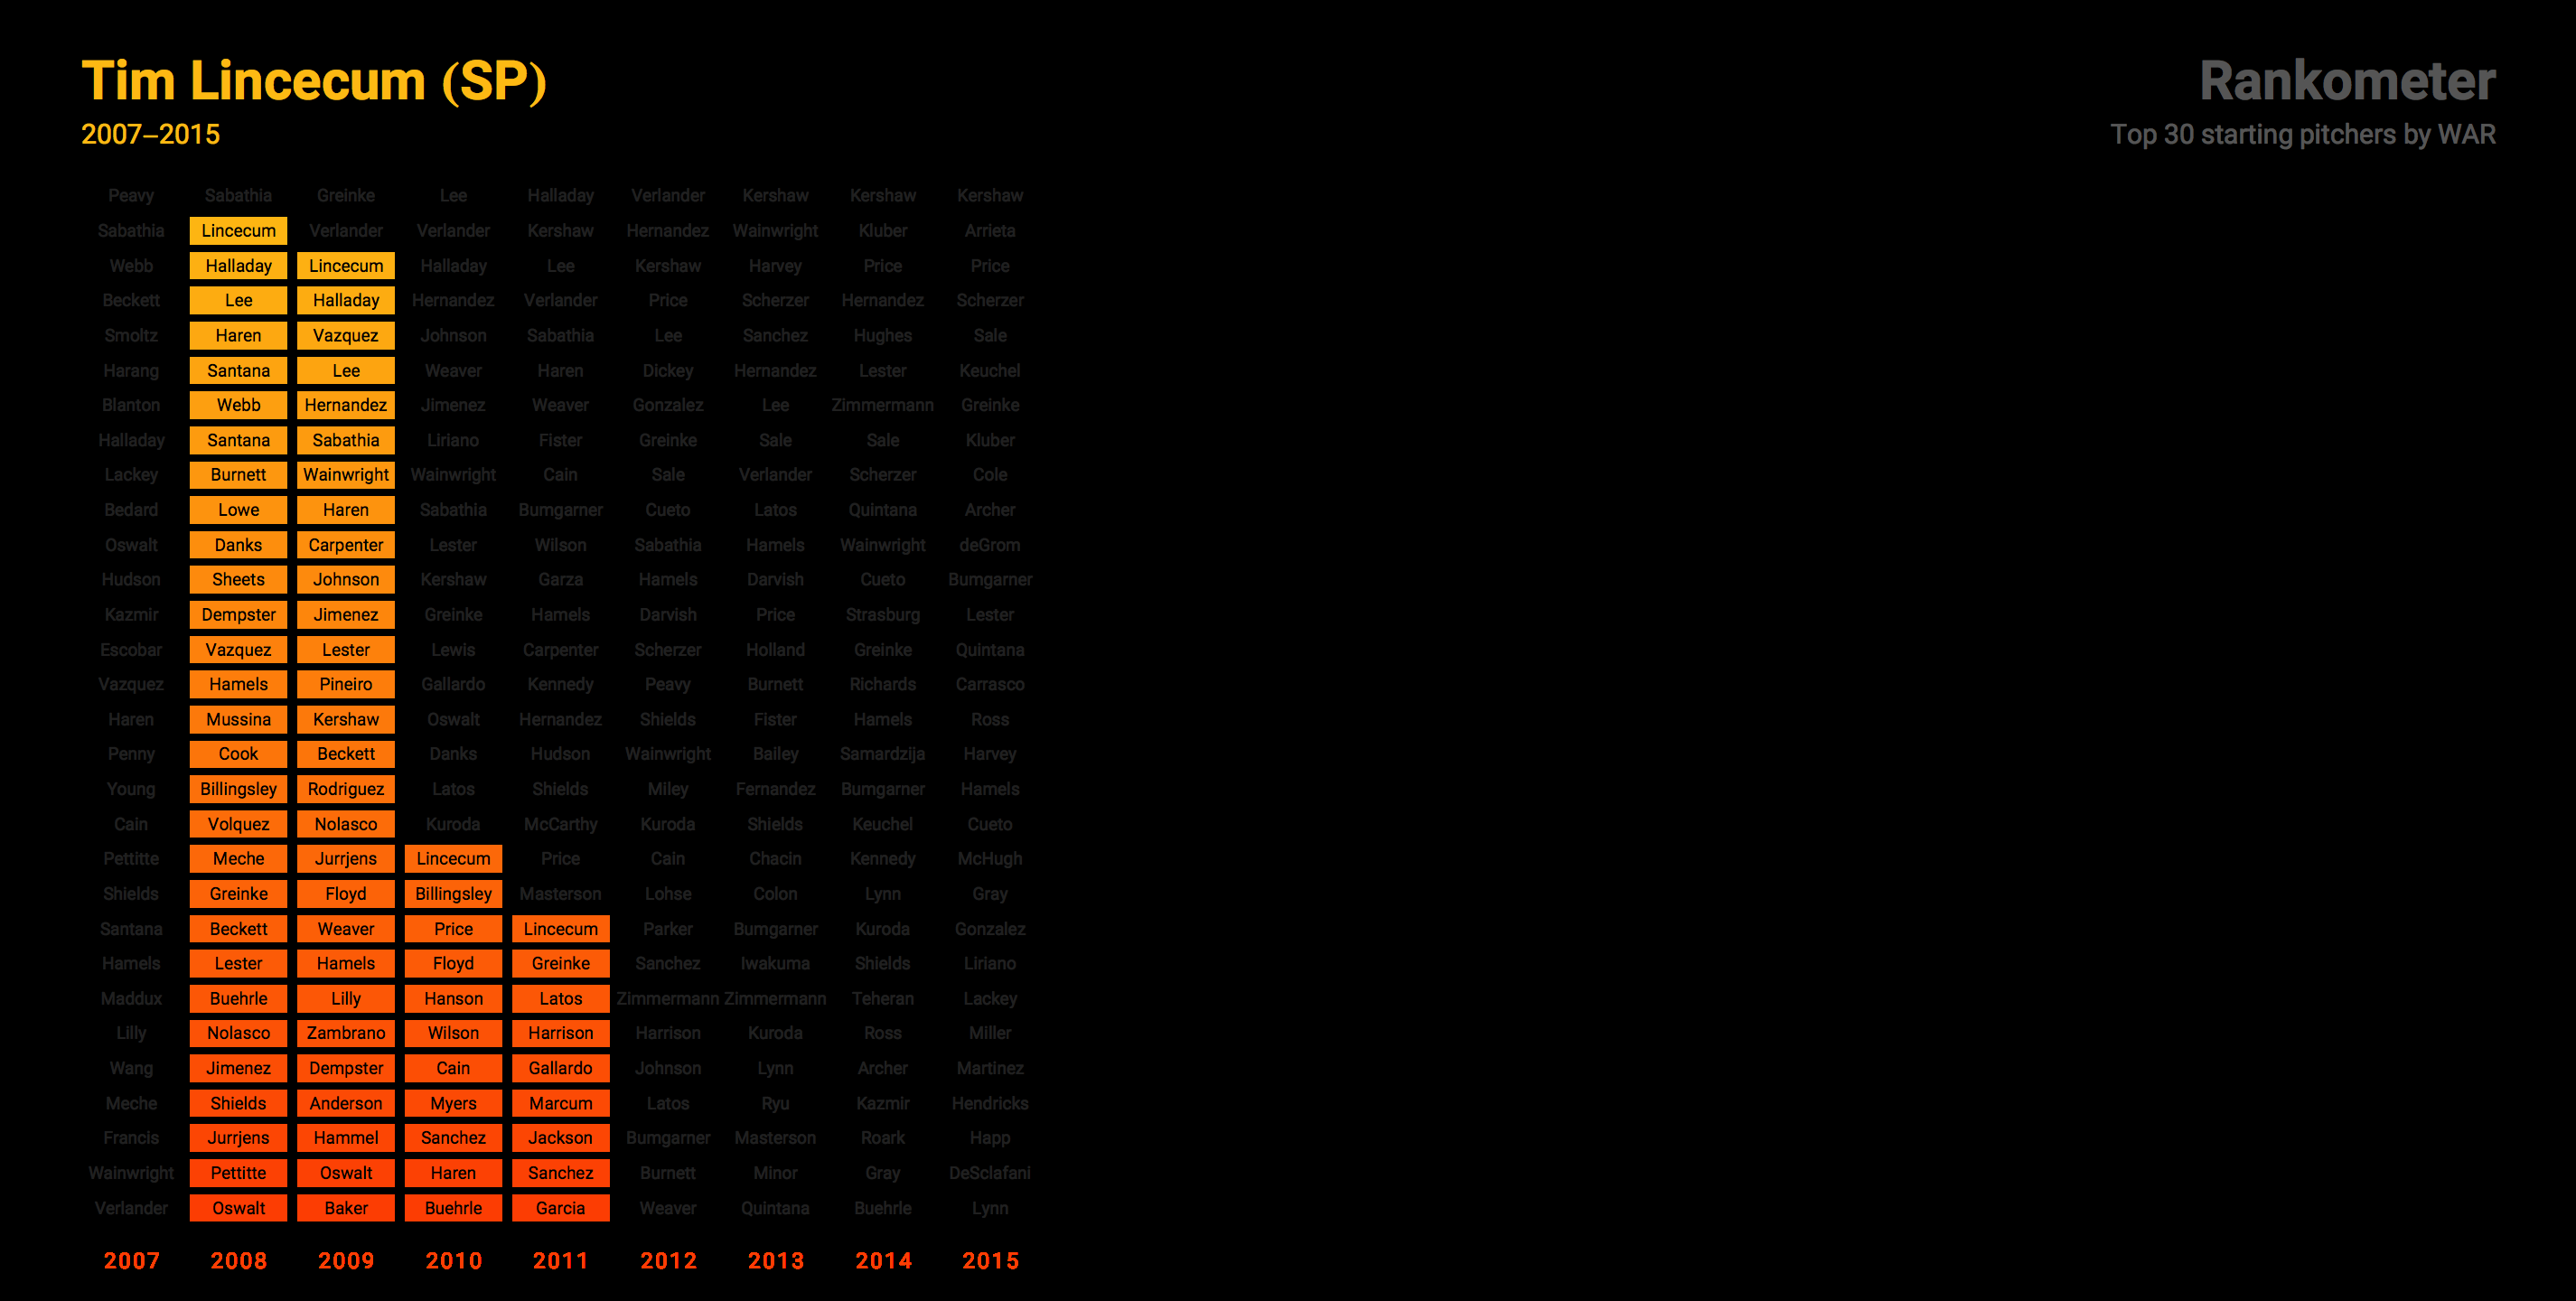 Tim Lincecum (SP)
2007–2015
Rankometer
Top 30 starting pitchers by WAR
Peavy Sabathia Greinke Lee Halladay Verlander Kershaw Kershaw Kershaw
Sabathia Lincecum Verlander Verlander Kershaw Hernandez Wainwright Kluber Arrieta
Webb Halladay Lincecum Halladay Lee Kershaw Harvey Price Price
Beckett Lee Halladay Hernandez Verlander Price Scherzer Hernandez Scherzer
Smoltz Haren Vazquez Johnson Sabathia Lee Sanchez Hughes Sale
Harang Santana Lee Weaver Haren Dickey Hernandez Lester Keuchel
Blanton Webb Hernandez Jimenez Weaver Gonzalez Lee Zimmermann Greinke
Halladay Santana Sabathia Liriano Fister Greinke Sale Sale Kluber
Lackey Burnett Wainwright Wainwright Cain Sale Verlander Scherzer Cole
Bedard Lowe Haren Sabathia Bumgarner Cueto Latos Quintana Archer
Oswalt Danks Carpenter Lester Wilson Sabathia Hamels Wainwright deGrom
Hudson Sheets Johnson Kershaw Garza Hamels Darvish Cueto Bumgarner
Kazmir Dempster Jimenez Greinke Hamels Darvish Price Strasburg Lester
Escobar Vazquez Lester Lewis Carpenter Scherzer Holland Greinke Quintana
Vazquez Hamels Pineiro Gallardo Kennedy Peavy Burnett Richards Carrasco
Haren Mussina Kershaw Oswalt Hernandez Shields Fister Hamels Ross
Penny Cook Beckett Danks Hudson Wainwright Bailey Samardzija Harvey
Young Billingsley Rodriguez Latos Shields Miley Fernandez Bumgarner Hamels
Cain Volquez Nolasco Kuroda McCarthy Kuroda Shields Keuchel Cueto
Pettitte Meche Jurrjens Lincecum Price Cain Chacin Kennedy McHugh
Shields Greinke Floyd Billingsley Masterson Lohse Colon Lynn Gray
Santana Beckett Weaver Price Lincecum Parker Bumgarner Kuroda Gonzalez
Hamels Lester Hamels Floyd Greinke Sanchez Iwakuma Shields Liriano
Maddux Buehrle Lilly Hanson Latos Zimmermann Zimmermann Teheran Lackey
Lilly Nolasco Zambrano Wilson Harrison Harrison Kuroda Ross Miller
Wang Jimenez Dempster Cain Gallardo Johnson Lynn Archer Martinez
Meche Shields Anderson Myers Marcum Latos Ryu Kazmir Hendricks
Francis Jurrjens Hammel Sanchez Jackson Bumgarner Masterson Roark Happ
Wainwright Pettitte Oswalt Haren Sanchez Burnett Minor Gray DeSclafani
Verlander Oswalt Baker Buehrle Garcia Weaver Quintana Buehrle Lynn
2007 2008 2009 2010 2011 2012 2013 2014 2015